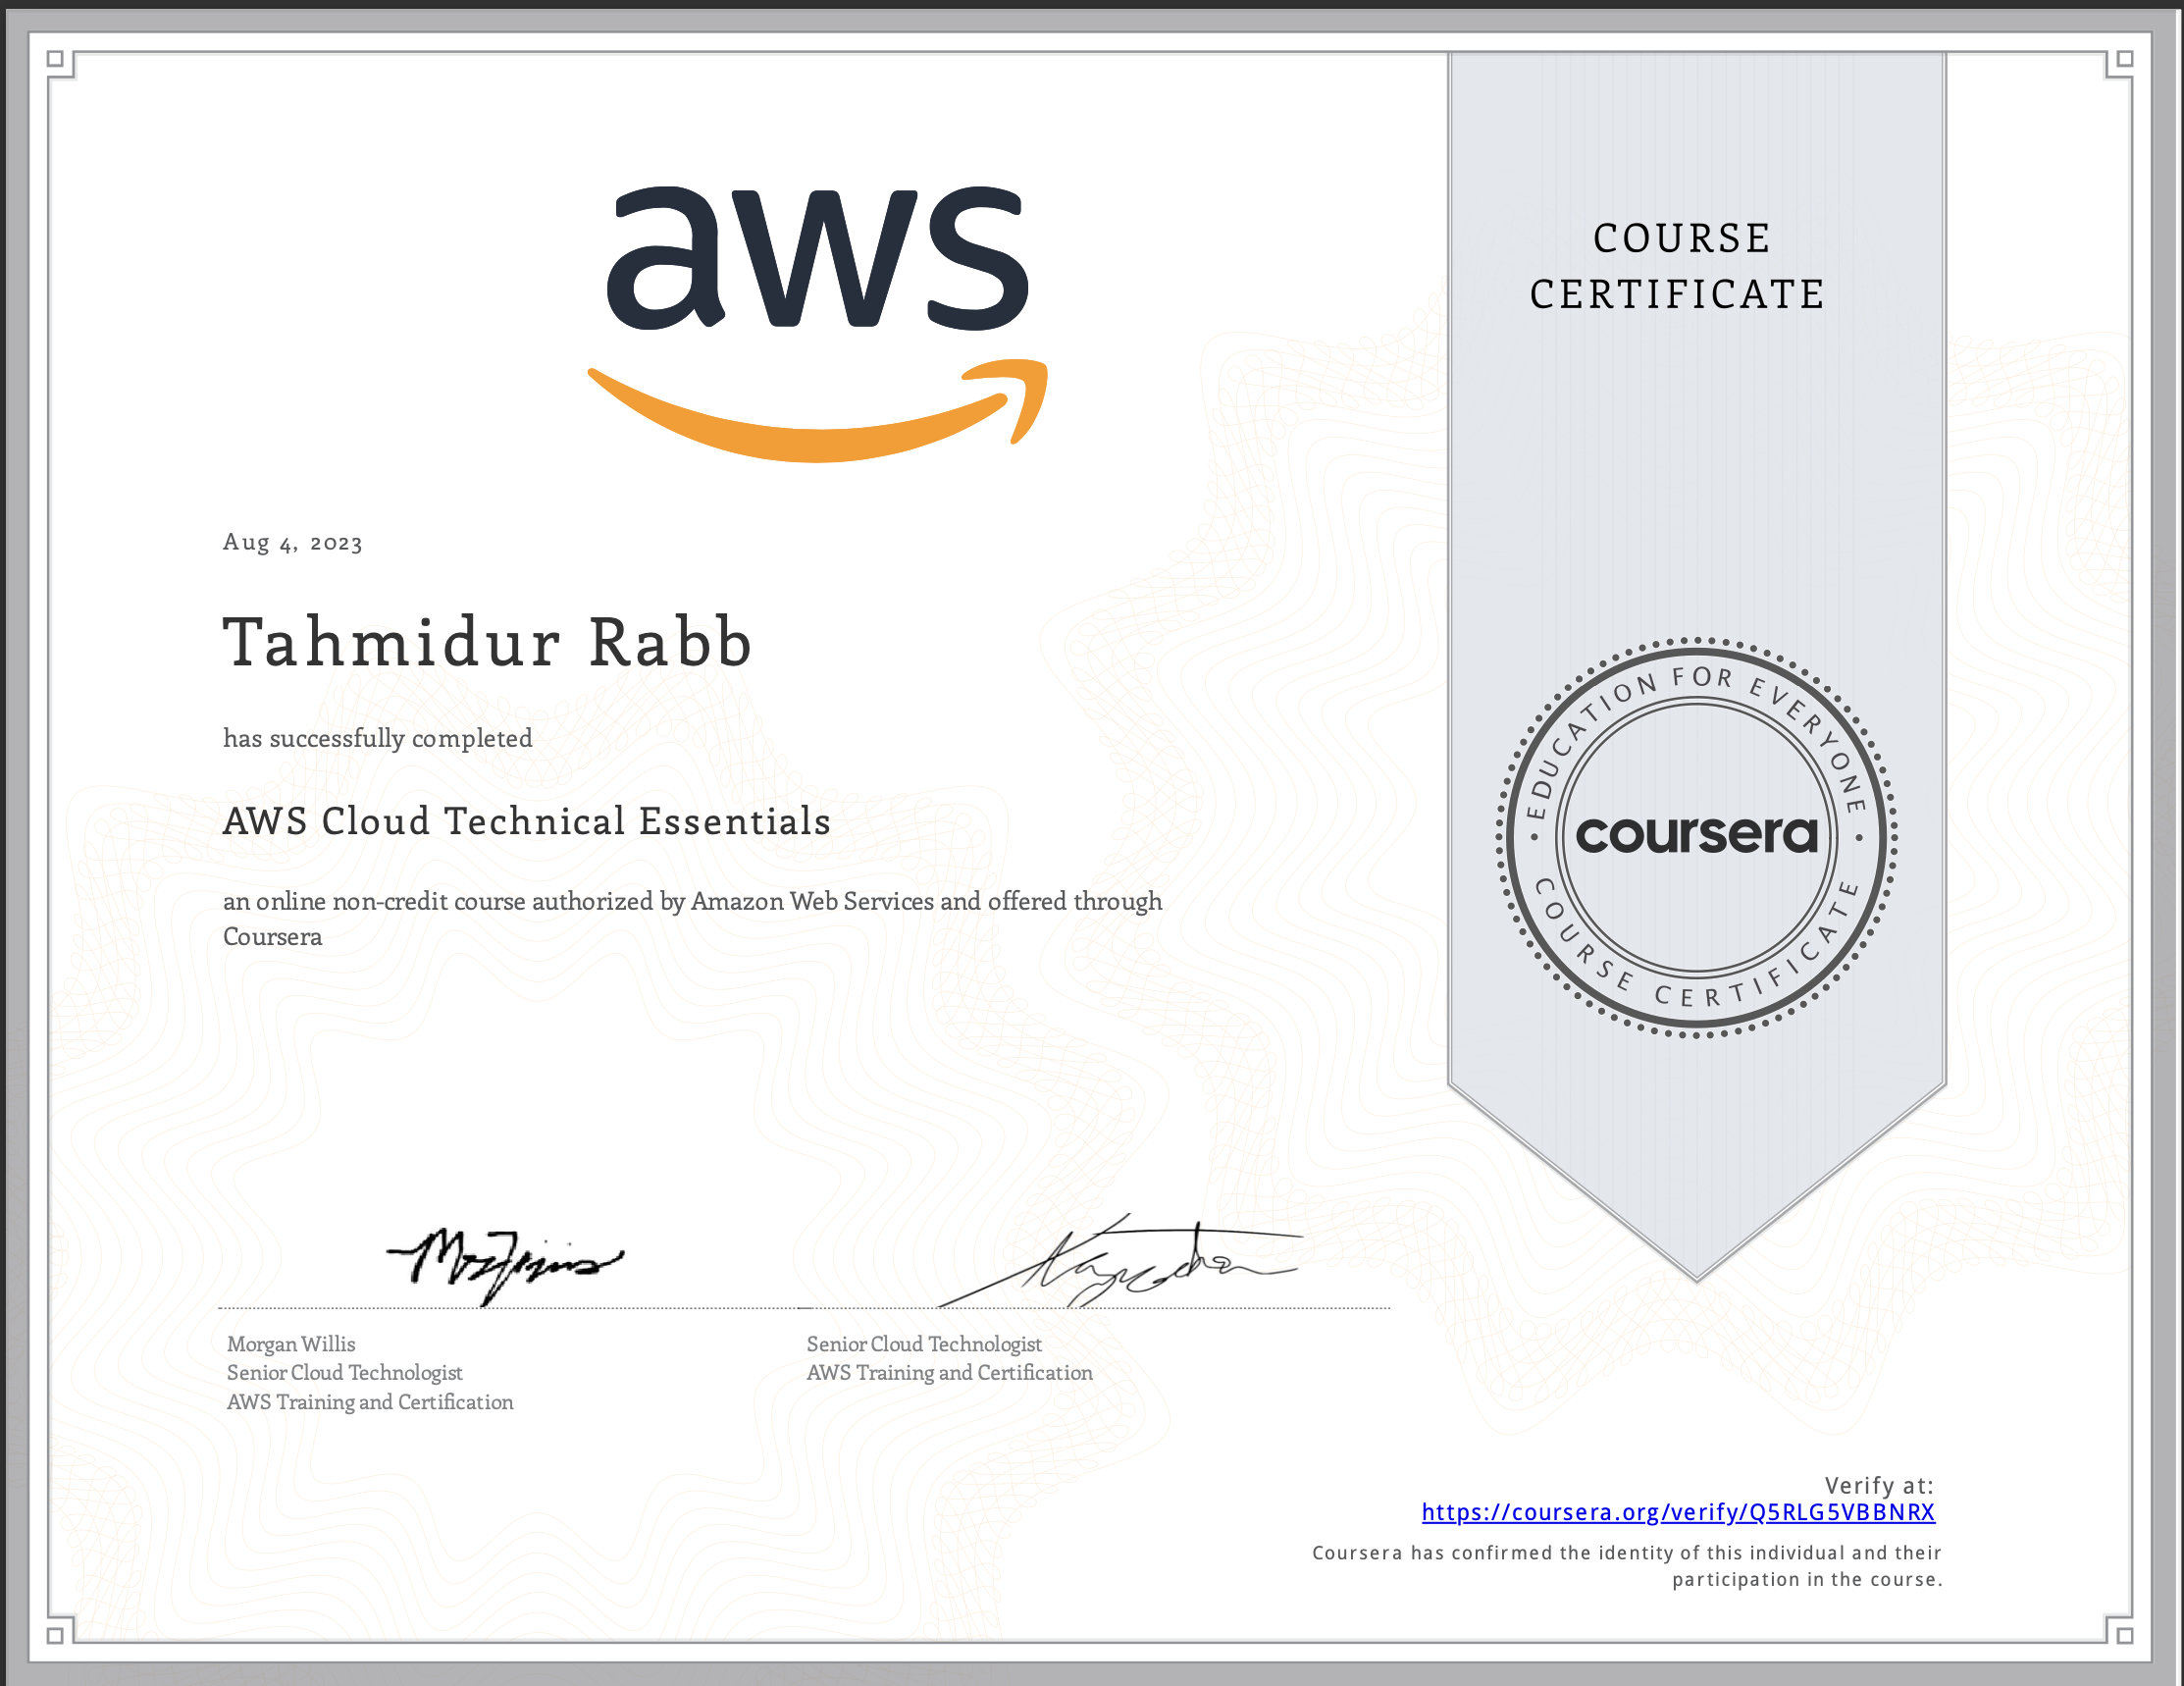 aws
COURSE
CERTIFICATE
Aug 4, 2023
Tahmidur Rabb
has successfully completed
AWS Cloud Technical Essentials
an online non-credit course authorized by Amazon Web Services and offered through
Coursera
EDUCATION FOR EVERYONE
coursera
COURSE CERTIFICATE
Morgan Willis
Senior Cloud Technologist
AWS Training and Certification
Senior Cloud Technologist
AWS Training and Certification
Verify at:
https://coursera.org/verify/Q5RLG5VBBNRX
Coursera has confirmed the identity of this individual and their
participation in the course.